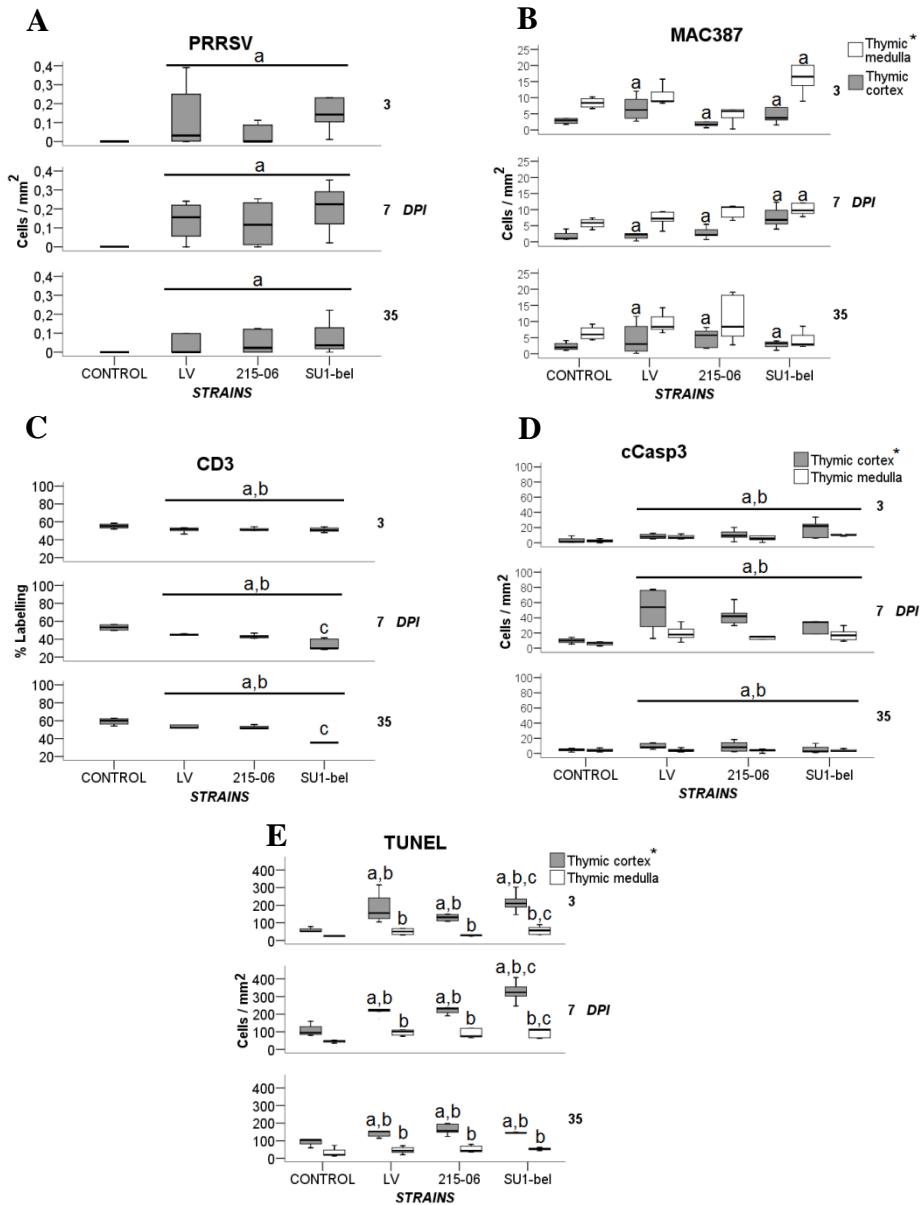 A
PRRSV
0,4
0,3
0,2
0,1
0
a
3
0,4
0,3
0,2
0,1
0
a
7 DPI
Cells / mm²
0,4
0,3
0,2
0,1
0
a
35
CONTROL LV 215-06 SU1-bel
STRAINS
B
MAC387
Thymic medulla *
Thymic cortex
25
20
15
10
5
0
a a a a
3
25
20
15
10
5
0
a a a a
7 DPI
Cells / mm²
25
20
15
10
5
0
a a a
35
CONTROL LV 215-06 SU1-bel
STRAINS
C
CD3
100
80
60
40
20
a,b
3
100
80
60
40
20
a,b
c
7 DPI
% Labelling
100
80
60
40
20
a,b
c
35
CONTROL LV 215-06 SU1-bel
STRAINS
D
cCasp3
Thymic cortex *
Thymic medulla
100
80
60
40
20
0
a,b
3
100
80
60
40
20
0
a,b
7 DPI
Cells / mm²
100
80
60
40
20
0
a,b
35
CONTROL LV 215-06 SU1-bel
STRAINS
E
TUNEL
Thymic cortex *
Thymic medulla
400
300
200
100
0
a,b a,b a,b,c
b b b,c
3
400
300
200
100
0
a,b a,b a,b,c
b b b,c
7 DPI
Cells / mm²
400
300
200
100
0
a,b a,b a,b
b b b
35
CONTROL LV 215-06 SU1-bel
STRAINS